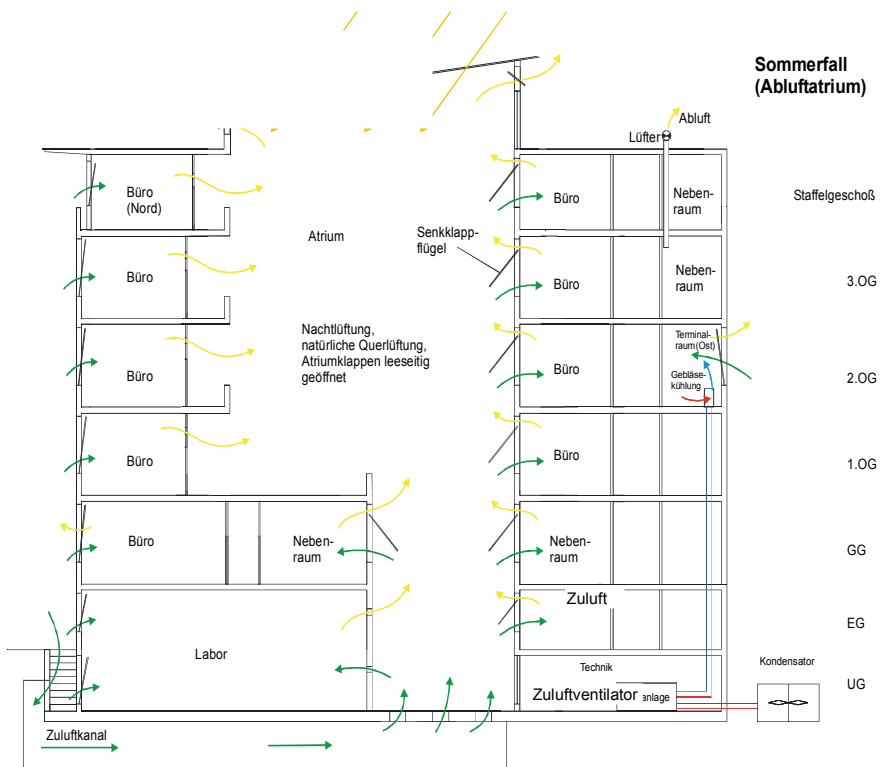 Sommerfall
(Abluftatrium)
Abluft
Lüfter
Büro
(Nord)
Büro
Neben-
raum
Staffelgeschoß
Atrium
Senkklapp-
flügel
Büro
Büro
Neben-
raum
3.OG
Nachtlüftung,
natürliche Querlüftung,
Atriumklappen leeseitig
geöffnet
Büro
Büro
Terminal-
raum(Ost)
Gebläse-
kühlung
2.OG
Büro
Büro
1.OG
Büro
Neben-
raum
Neben-
raum
GG
Zuluft
EG
Labor
Technik
Kondensator
Zuluftventilator
anlage
UG
Zuluftkanal